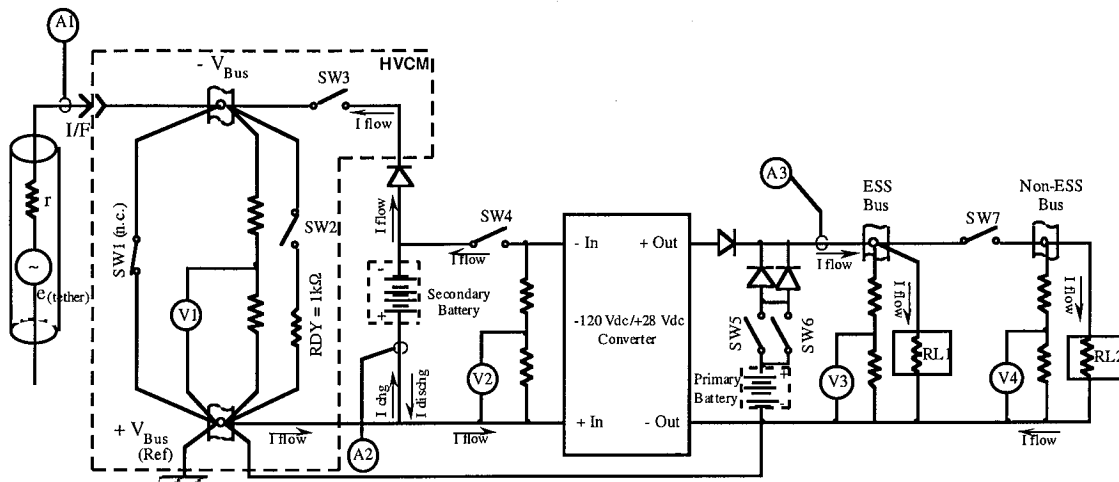 A1
HVCM
- V
Bus
SW3
I/F
I flow
A3
ESS
Bus
Non-ESS
Bus
r
SW1 (n.c.)
SW2
I flow
SW4
I flow
- In
+ Out
I flow
SW7
~
e(tether)
V1
RDY = 1kΩ
-
Secondary
Battery
+
-120 Vdc/+28 Vdc
Converter
SW5
SW6
I flow
I flow
RL1
RL2
V2
V3
V4
Primary
Battery
+
-
I chg
I dischg
+ V
Bus
(Ref)
I flow
A2
I flow
+ In
- Out
I flow